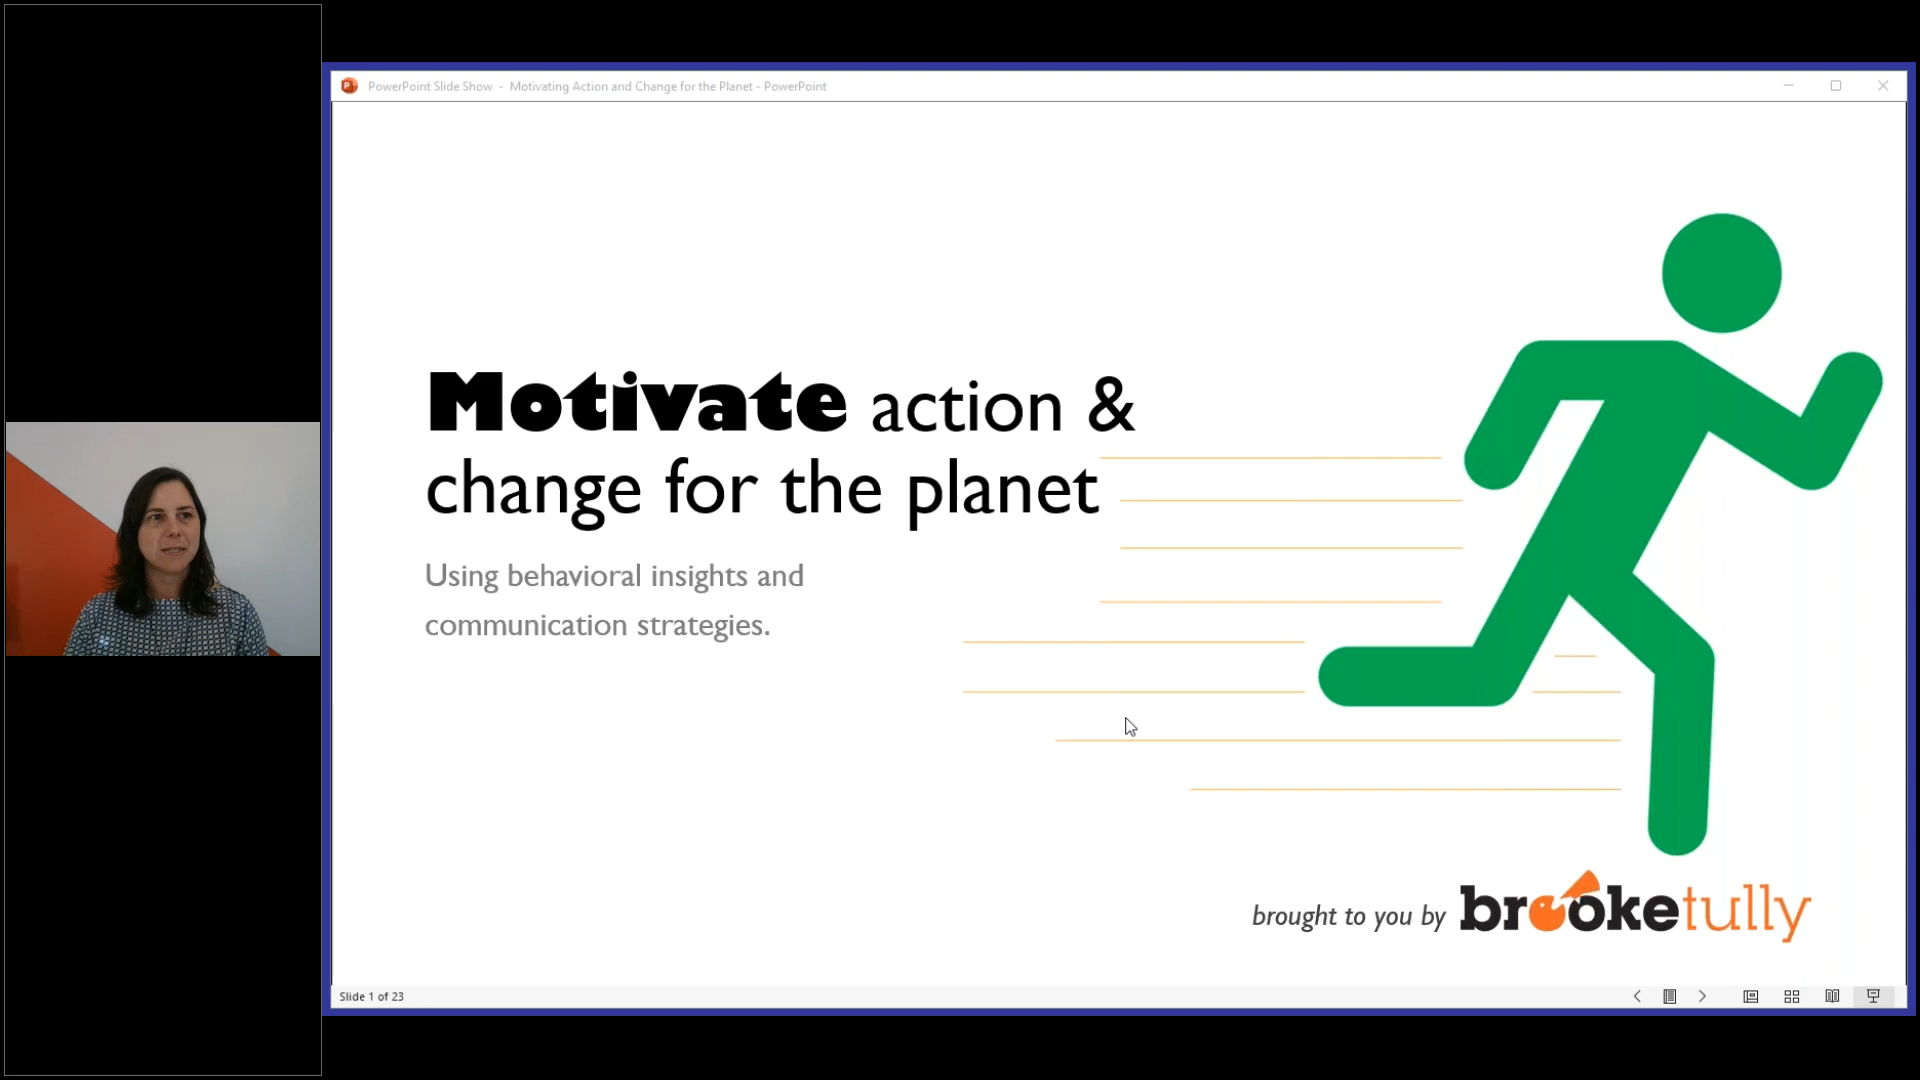 PowerPoint Slide Show - Motivating Action and Change for the Planet - PowerPoint
Motivate action &
change for the planet
Using behavioral insights and
communication strategies.
brought to you by brooketully
Slide 1 of 23